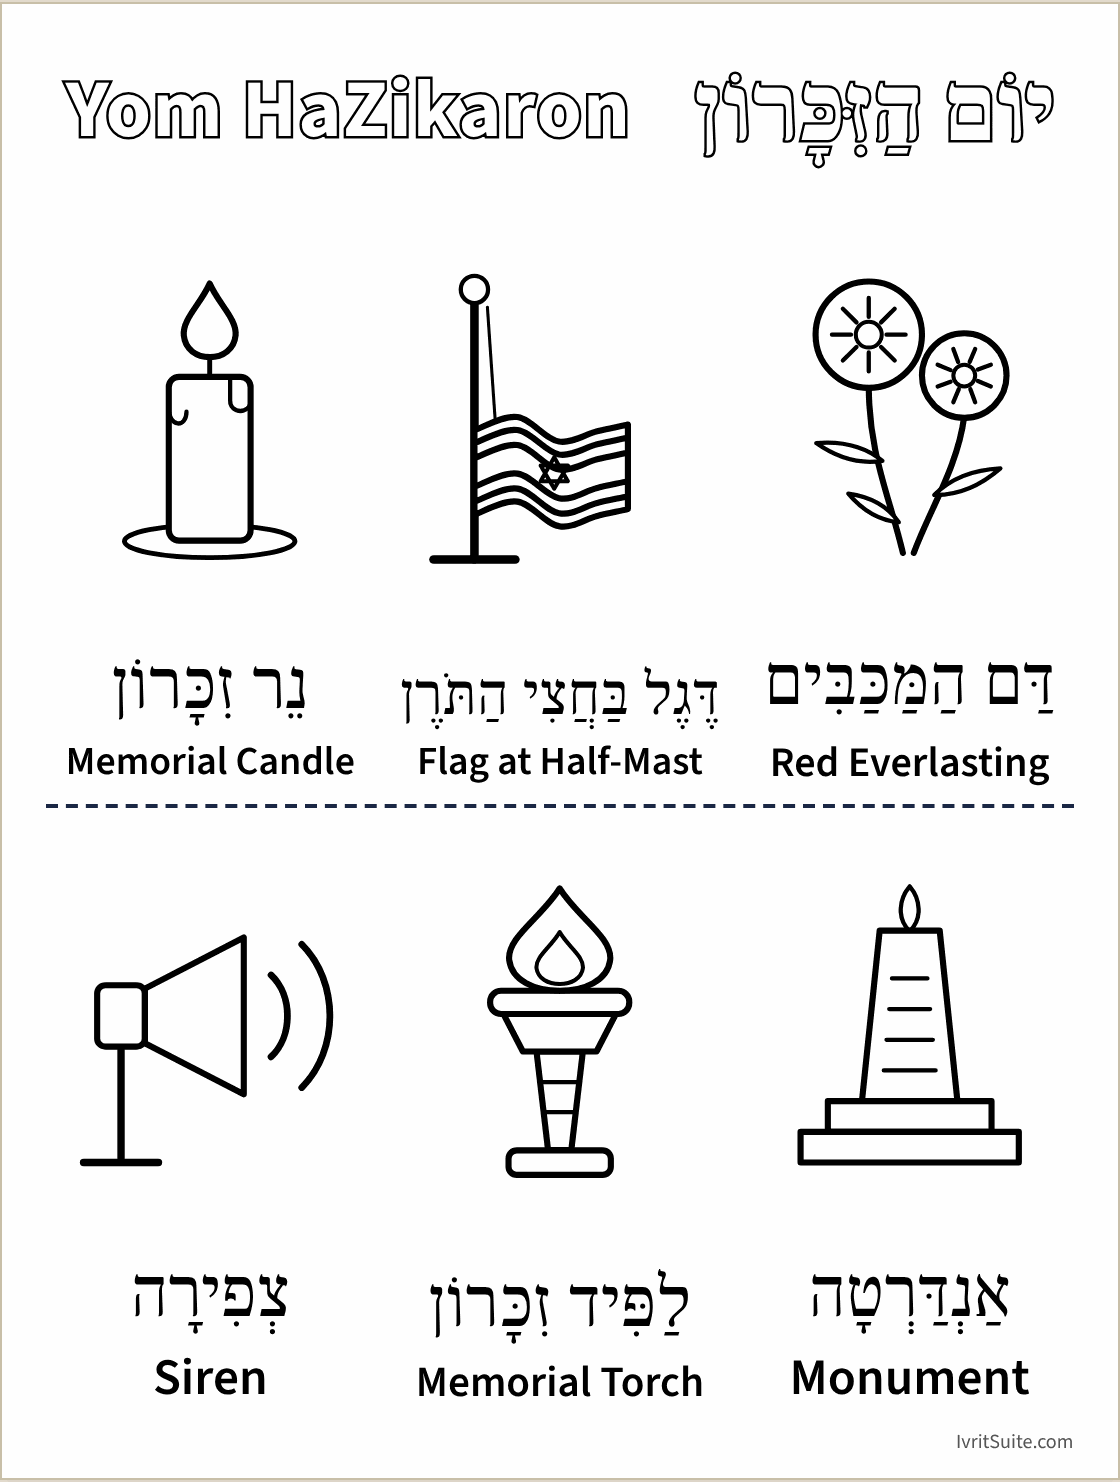 Yom HaZikaron יוֹם הַזִּכָּרוֹן
נֵר זִכָּרוֹן
Memorial Candle
דֶּגֶל בַּחֲצִי הַתֹּרֶן
Flag at Half-Mast
דַּם הַמַּכַּבִּים
Red Everlasting
צְפִירָה
Siren
לַפִּיד זִכָּרוֹן
Memorial Torch
אַנְדַּרְטָה
Monument
IvritSuite.com